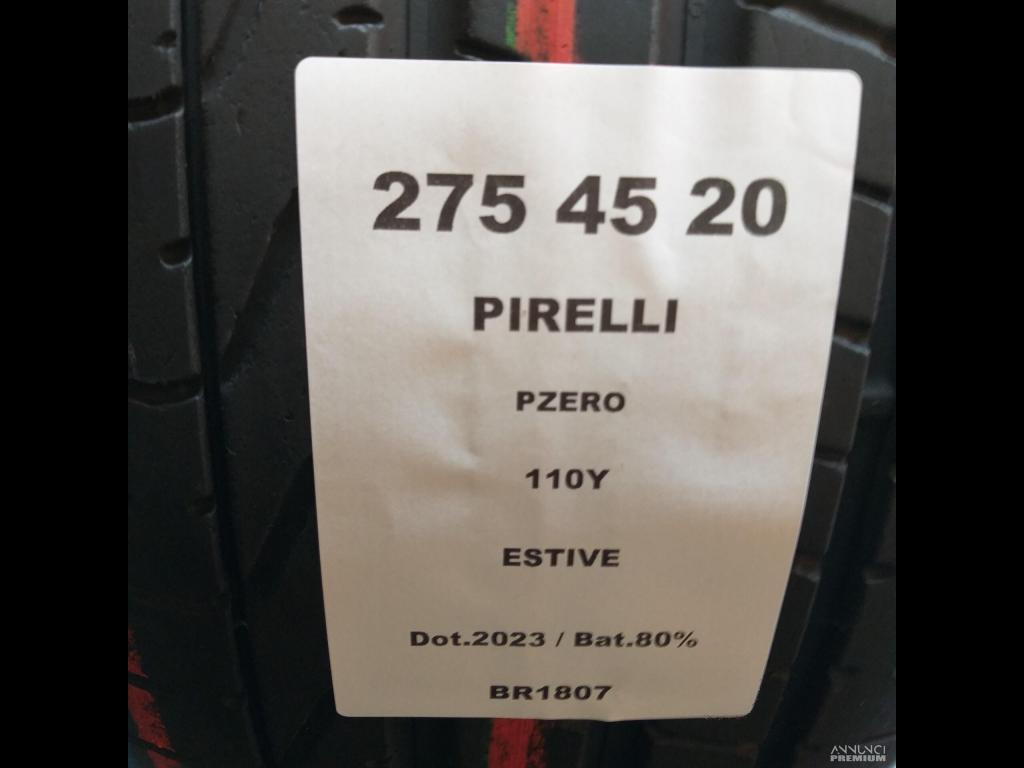 275 45 20
PIRELLI
PZERO
110Y
ESTIVE
Dot.2023 / Bat.80%
BR1807
ANNUNCI
PREMIUM